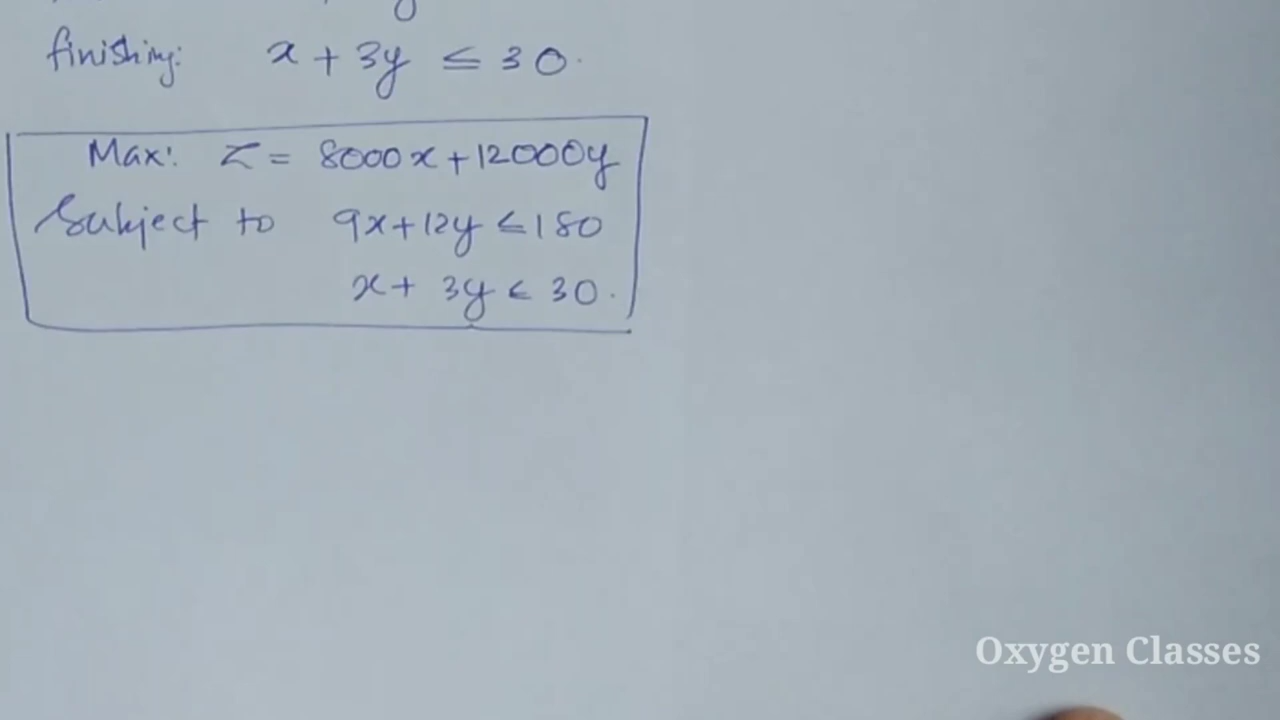 finishing: x + 3y ≤ 30.
Max: Z = 8000x + 12000y
Subject to 9x + 12y ≤ 180
x + 3y ≤ 30.
Oxygen Classes